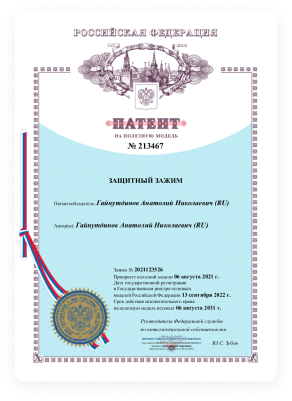 РОССИЙСКАЯ ФЕДЕРАЦИЯ
ПАТЕНТ
НА ПОЛЕЗНУЮ МОДЕЛЬ
№ 213467
ЗАЩИТНЫЙ ЗАЖИМ
Патентообладатель: Гайнутдинов Анатолий Николаевич (RU)
Автор(ы): Гайнутдинов Анатолий Николаевич (RU)
Заявка № 2021123526
Приоритет полезной модели 06 августа 2021 г.
Дата государственной регистрации
в Государственном реестре полезных
моделей Российской Федерации 13 сентября 2022 г.
Срок действия исключительного права
на полезную модель истекает 06 августа 2031 г.
Руководитель Федеральной службы
по интеллектуальной собственности
Ю.С. Зубов